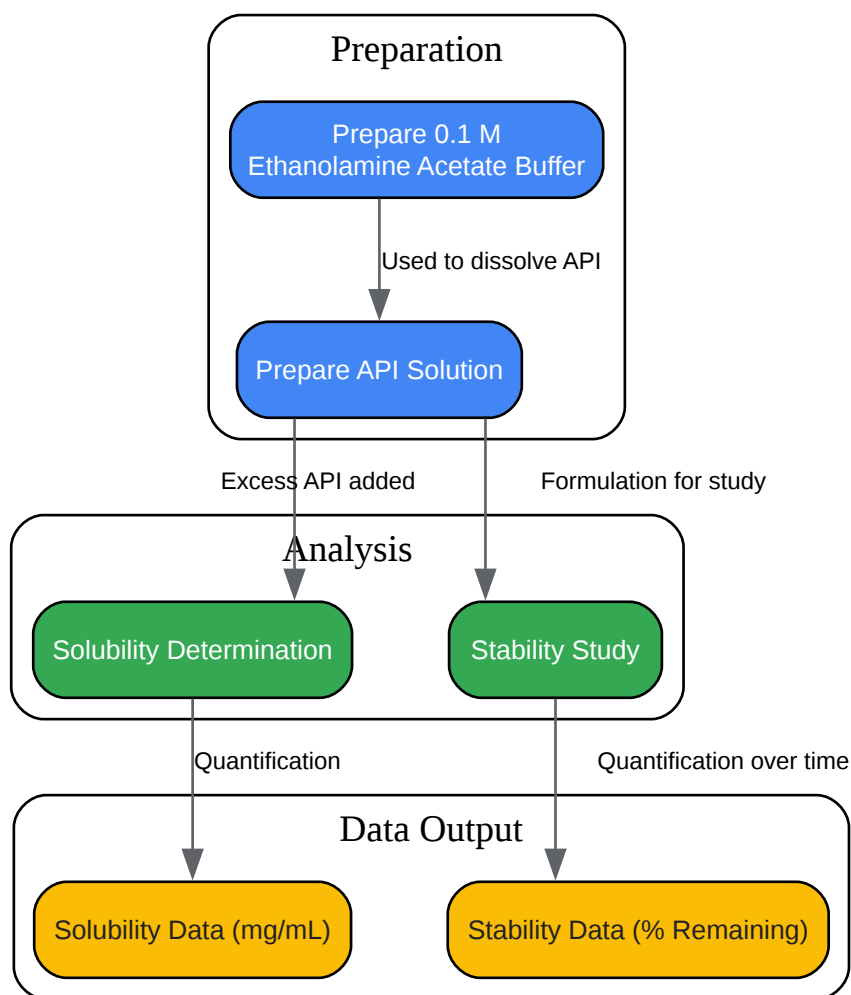 Preparation
Prepare 0.1 M
Ethanolamine Acetate Buffer
Used to dissolve API
Prepare API Solution
Excess API added
Formulation for study
Analysis
Solubility Determination
Stability Study
Quantification
Quantification over time
Data Output
Solubility Data (mg/mL)
Stability Data (% Remaining)